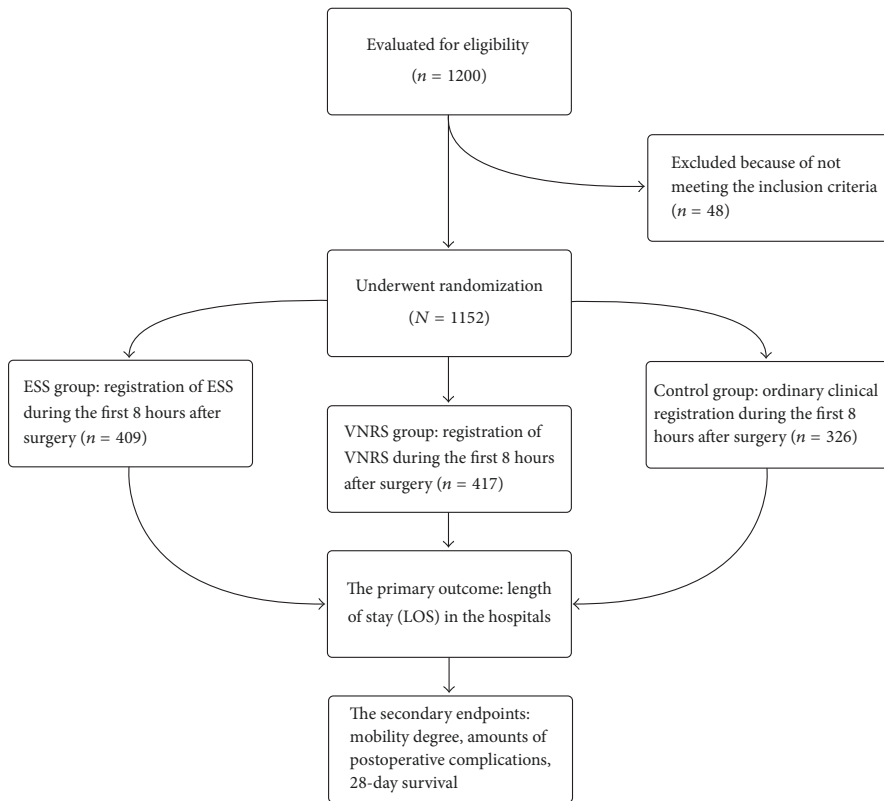 Evaluated for eligibility
(n = 1200)
Excluded because of not
meeting the inclusion criteria
(n = 48)
Underwent randomization
(N = 1152)
ESS group: registration of ESS
during the first 8 hours after
surgery (n = 409)
VNRS group: registration of
VNRS during the first 8 hours
after surgery (n = 417)
Control group: ordinary clinical
registration during the first 8
hours after surgery (n = 326)
The primary outcome: length
of stay (LOS) in the hospitals
The secondary endpoints:
mobility degree, amounts of
postoperative complications,
28-day survival